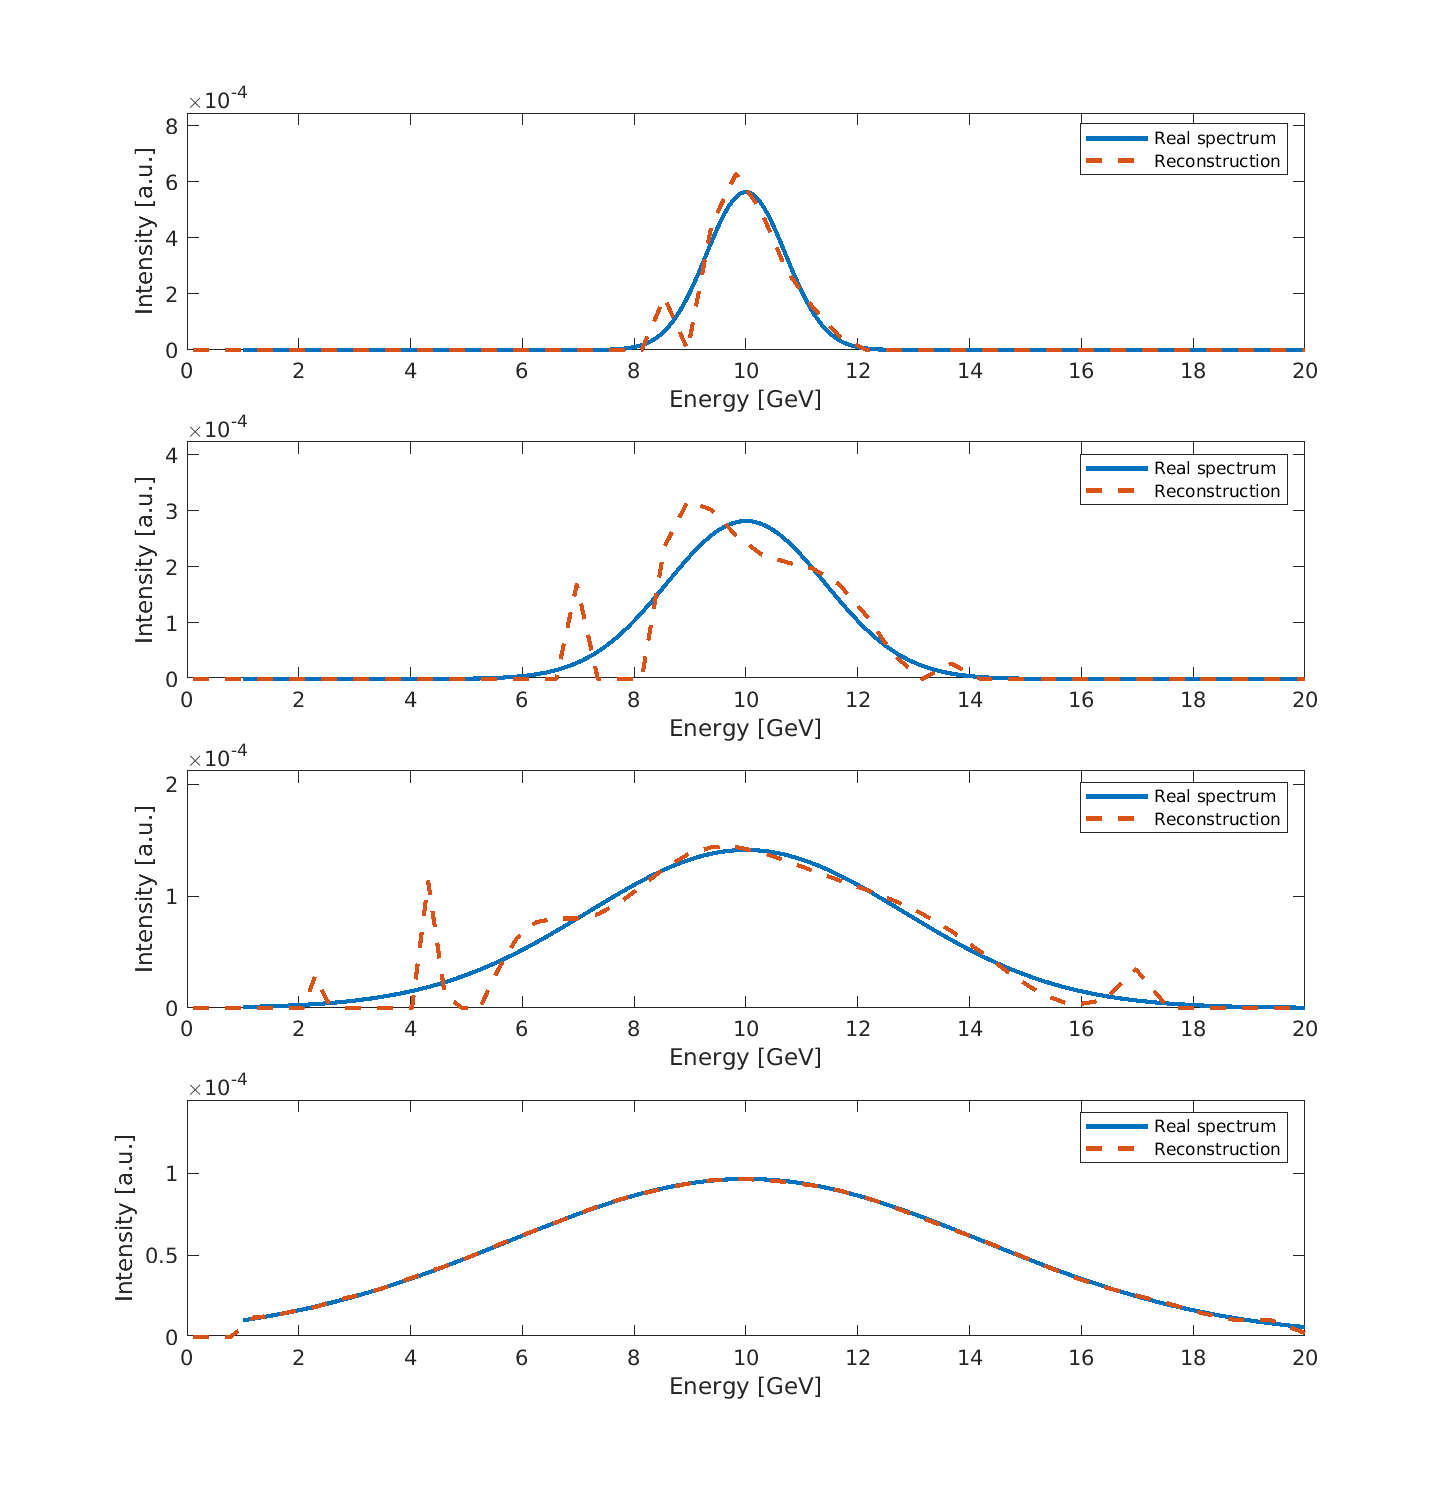 ×10-4
8
6
4
2
0
Intensity [a.u.]
Real spectrum
Reconstruction
0 2 4 6 8 10 12 14 16 18 20
Energy [GeV]
×10-4
4
3
2
1
0
Intensity [a.u.]
Real spectrum
Reconstruction
0 2 4 6 8 10 12 14 16 18 20
Energy [GeV]
×10-4
2
1
0
Intensity [a.u.]
Real spectrum
Reconstruction
0 2 4 6 8 10 12 14 16 18 20
Energy [GeV]
×10-4
1
0.5
0
Intensity [a.u.]
Real spectrum
Reconstruction
0 2 4 6 8 10 12 14 16 18 20
Energy [GeV]